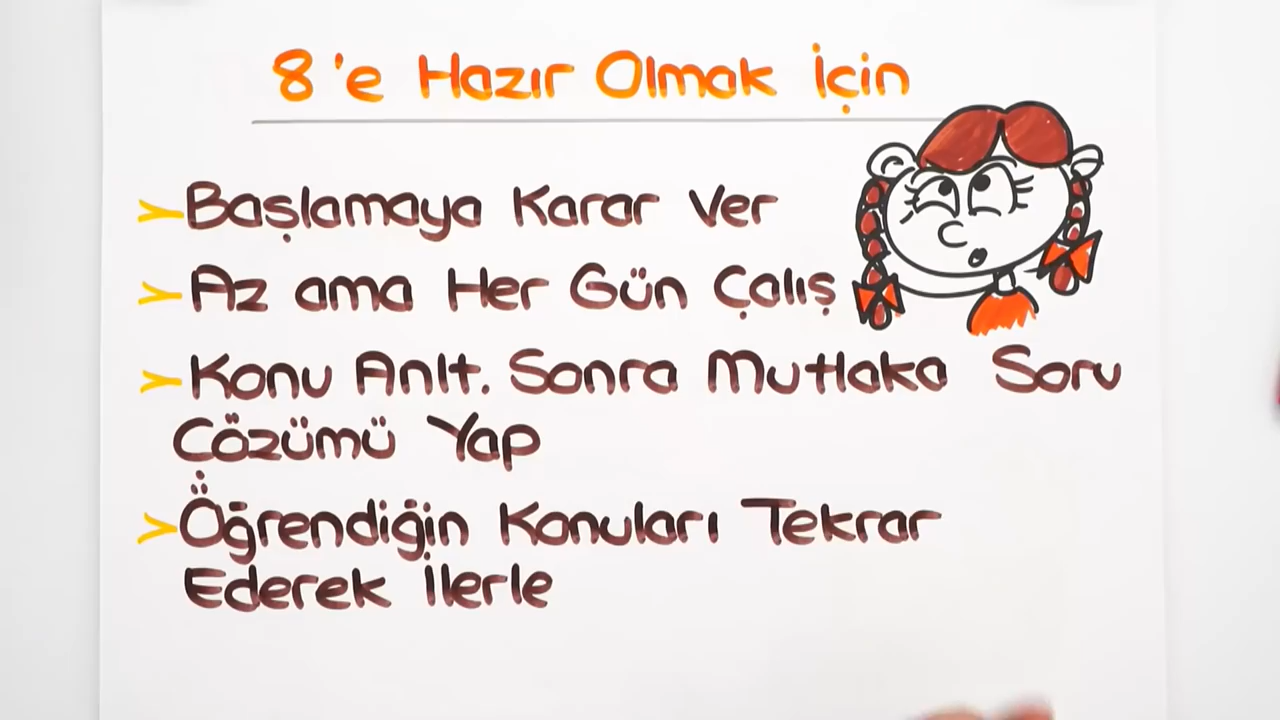 8'e Hazır Olmak İçin
Başlamaya Karar Ver
Az ama Her Gün Çalış
Konu Anlt. Sonra Mutlaka Soru
Çözümü Yap
Öğrendiğin Konuları Tekrar
Ederek İlerle